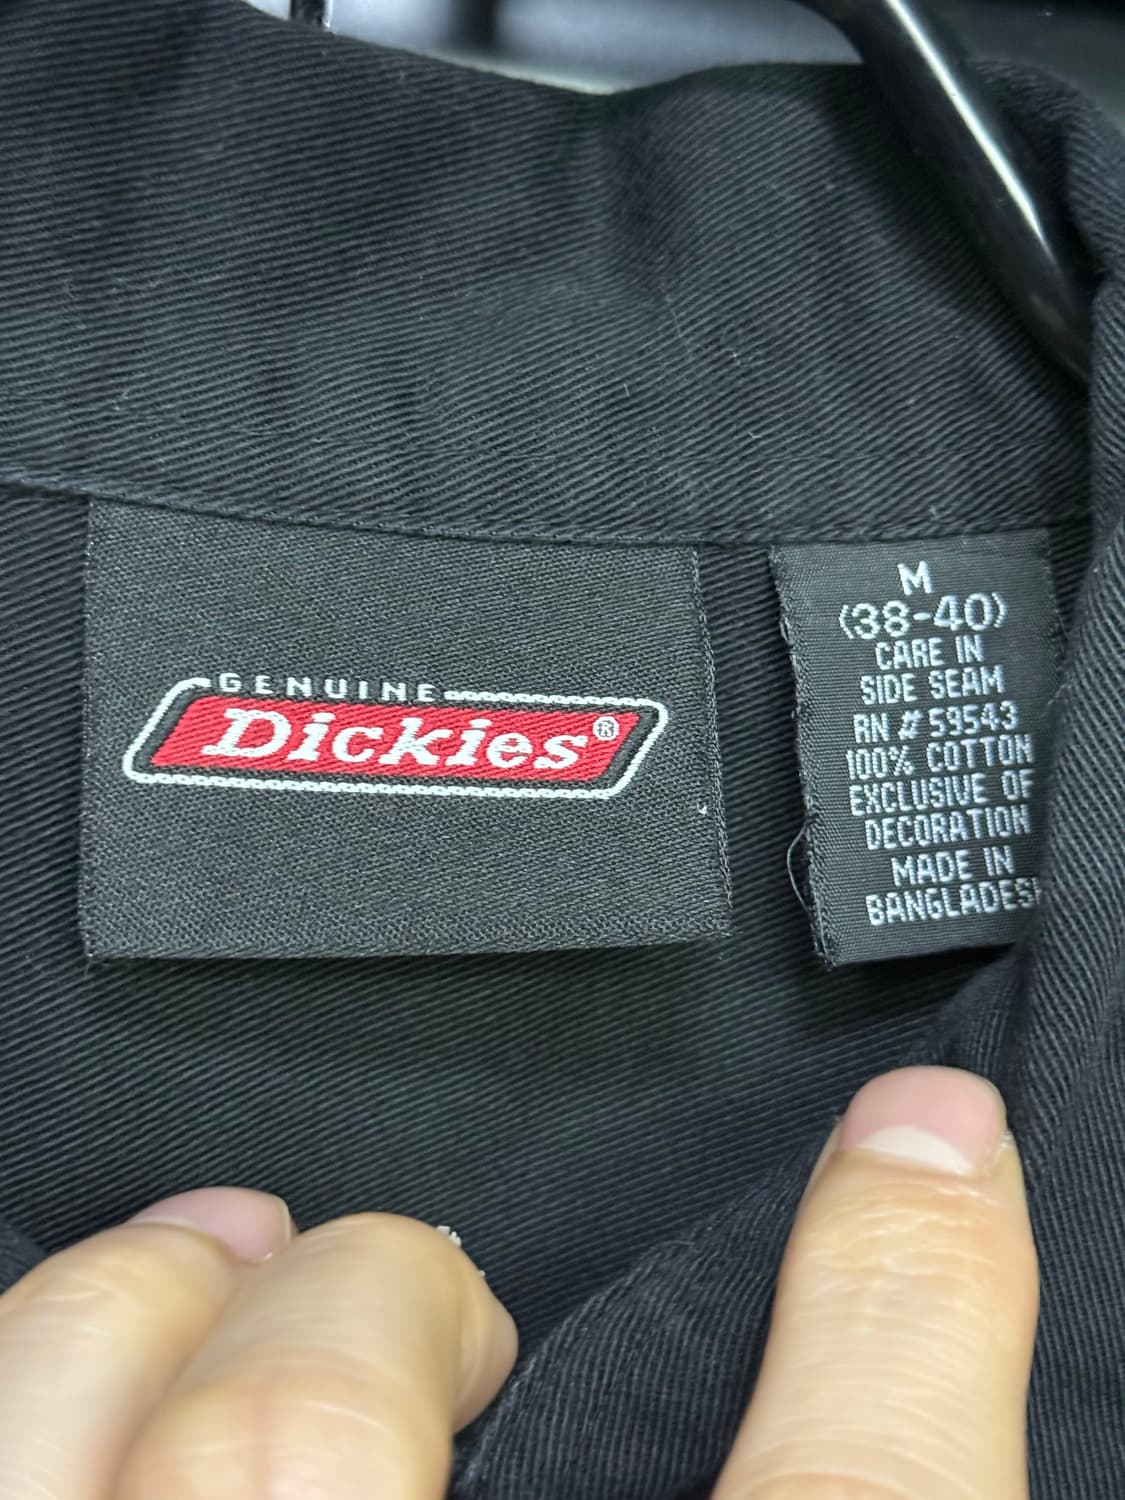 GENUINE
Dickies®
M
(38-40)
CARE IN
SIDE SEAM
RN # 59543
100% COTTON
EXCLUSIVE OF
DECORATION
MADE IN
BANGLADESH